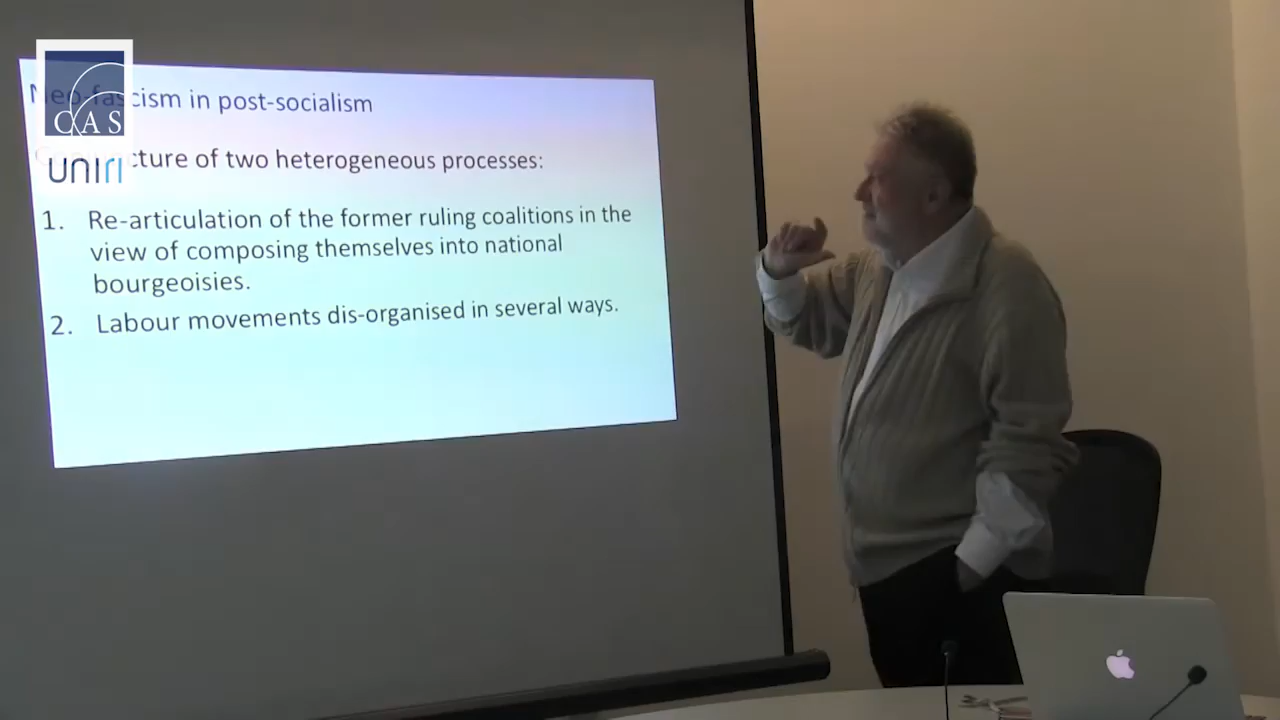 Neo-fascism in post-socialism
CAS
UNIRI
cture of two heterogeneous processes:
1. Re-articulation of the former ruling coalitions in the
view of composing themselves into national
bourgeoisies.
2. Labour movements dis-organised in several ways.